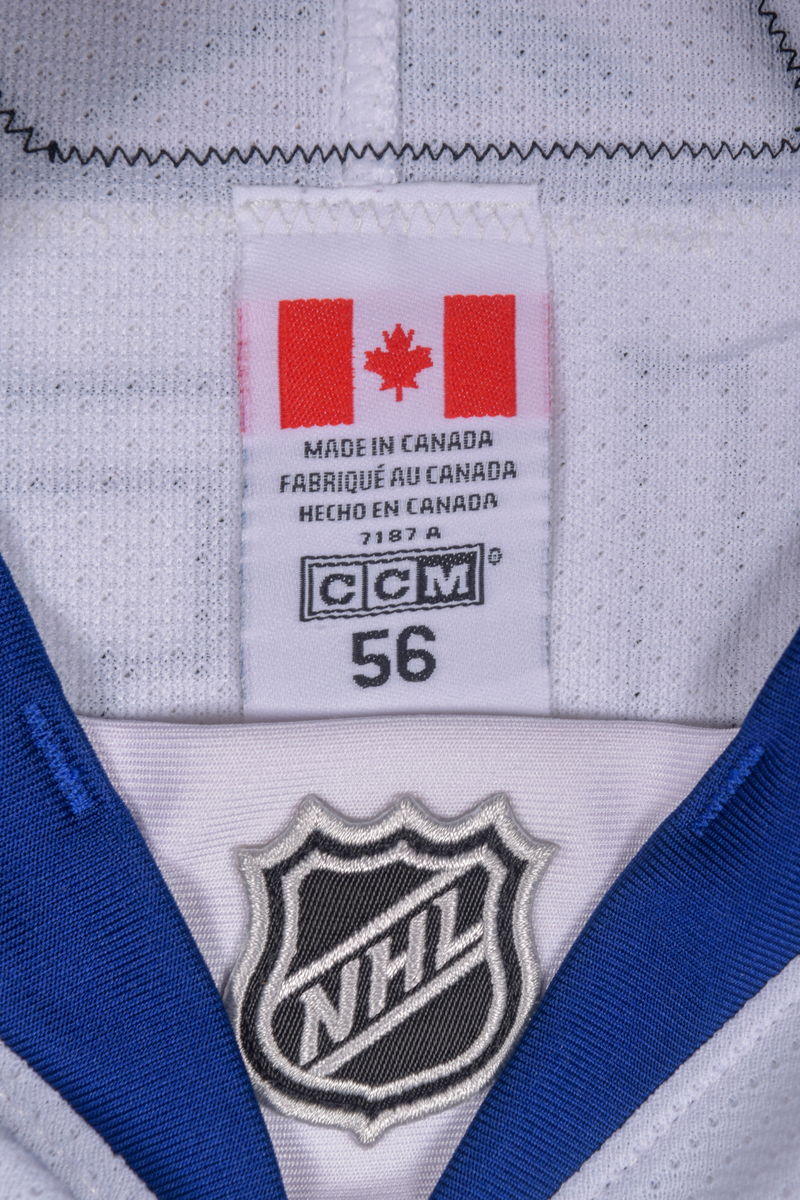 MADE IN CANADA
FABRIQUÉ AU CANADA
HECHO EN CANADA
7187 A
CCM®
56
NHL